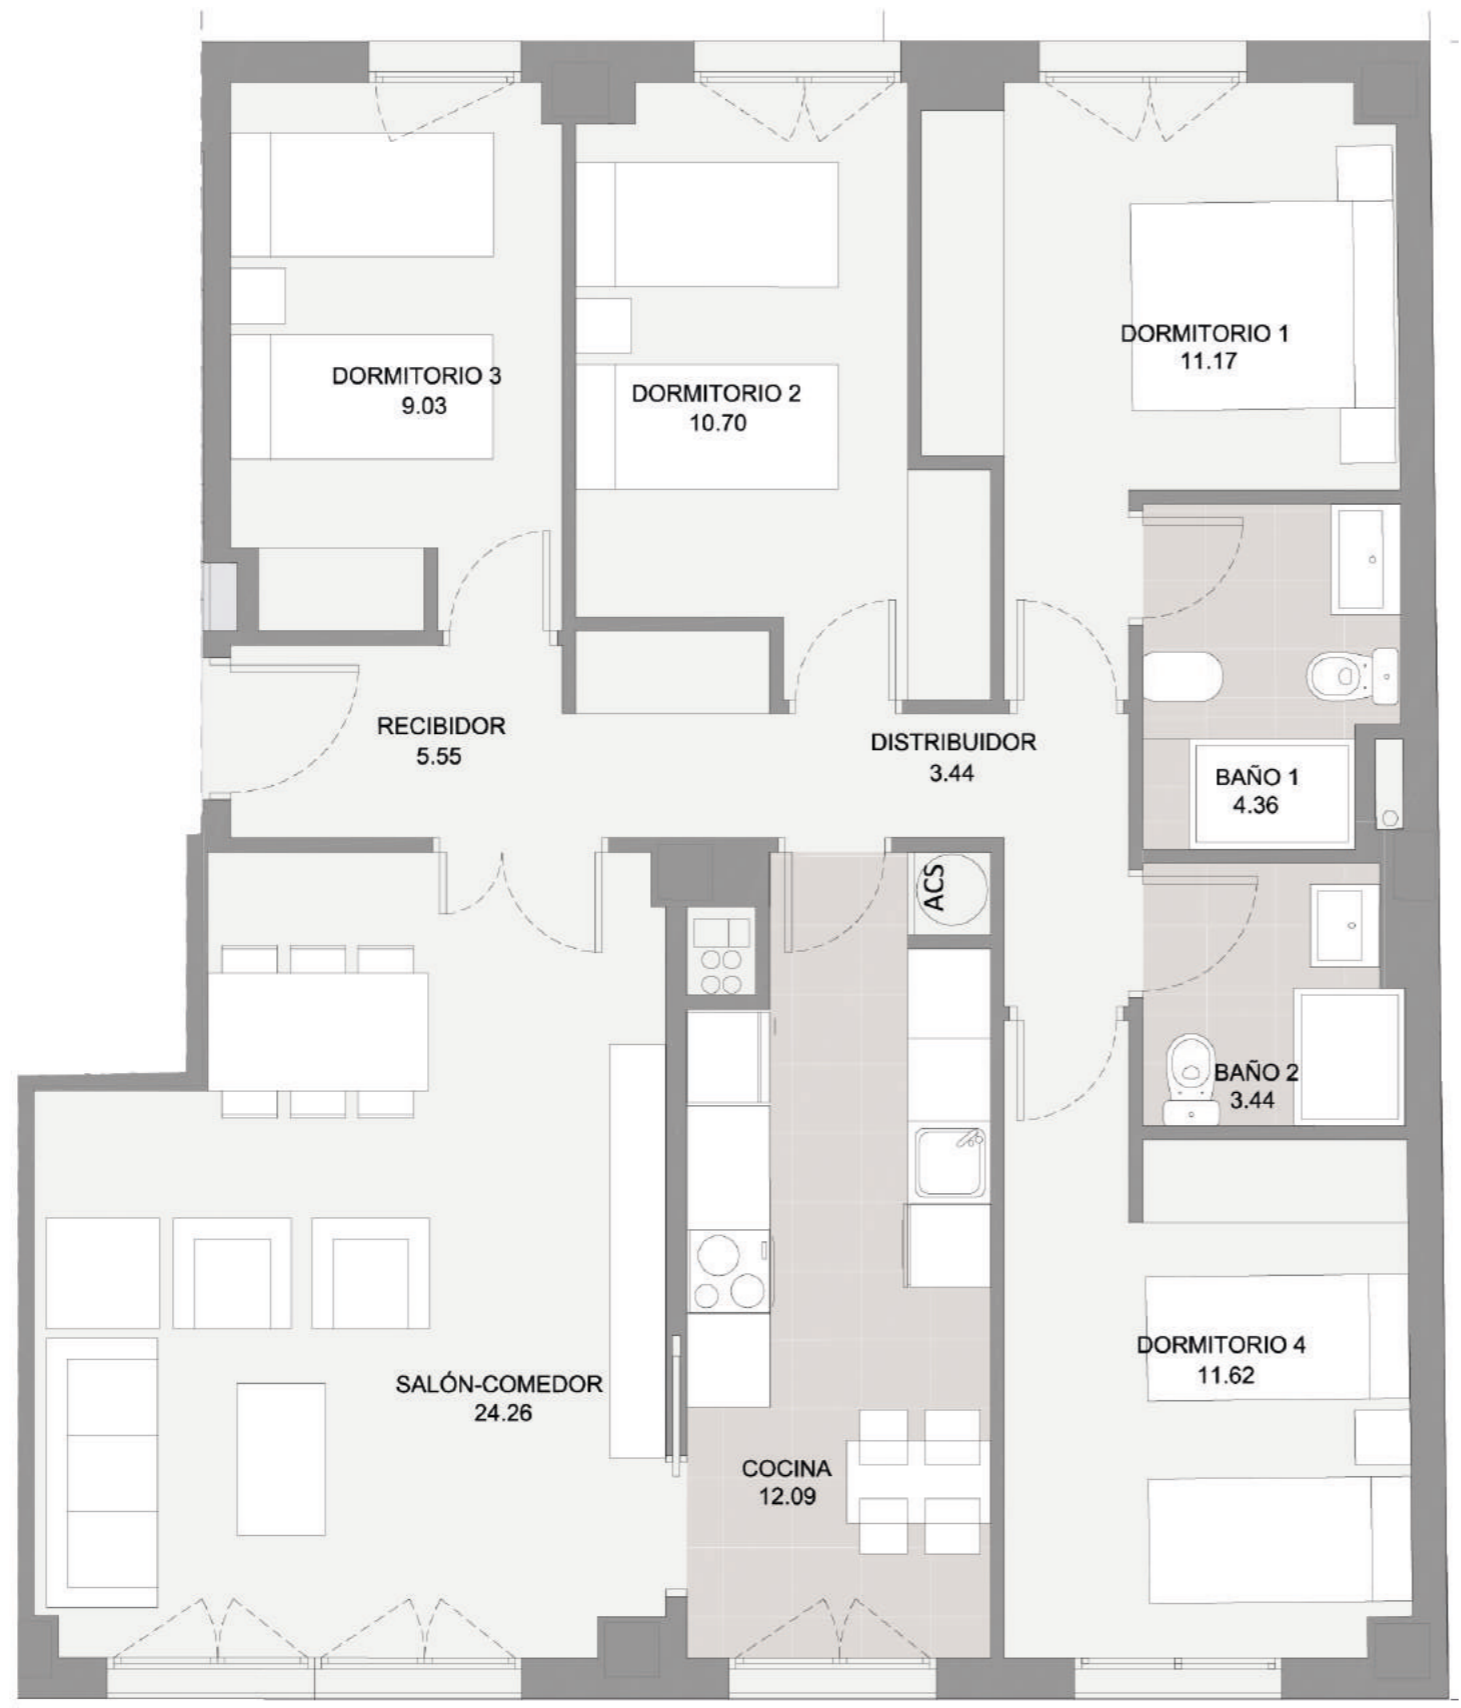 DORMITORIO 3
9.03
DORMITORIO 2
10.70
DORMITORIO 1
11.17
RECIBIDOR
5.55
DISTRIBUIDOR
3.44
BAÑO 1
4.36
ACS
BAÑO 2
3.44
SALÓN-COMEDOR
24.26
COCINA
12.09
DORMITORIO 4
11.62